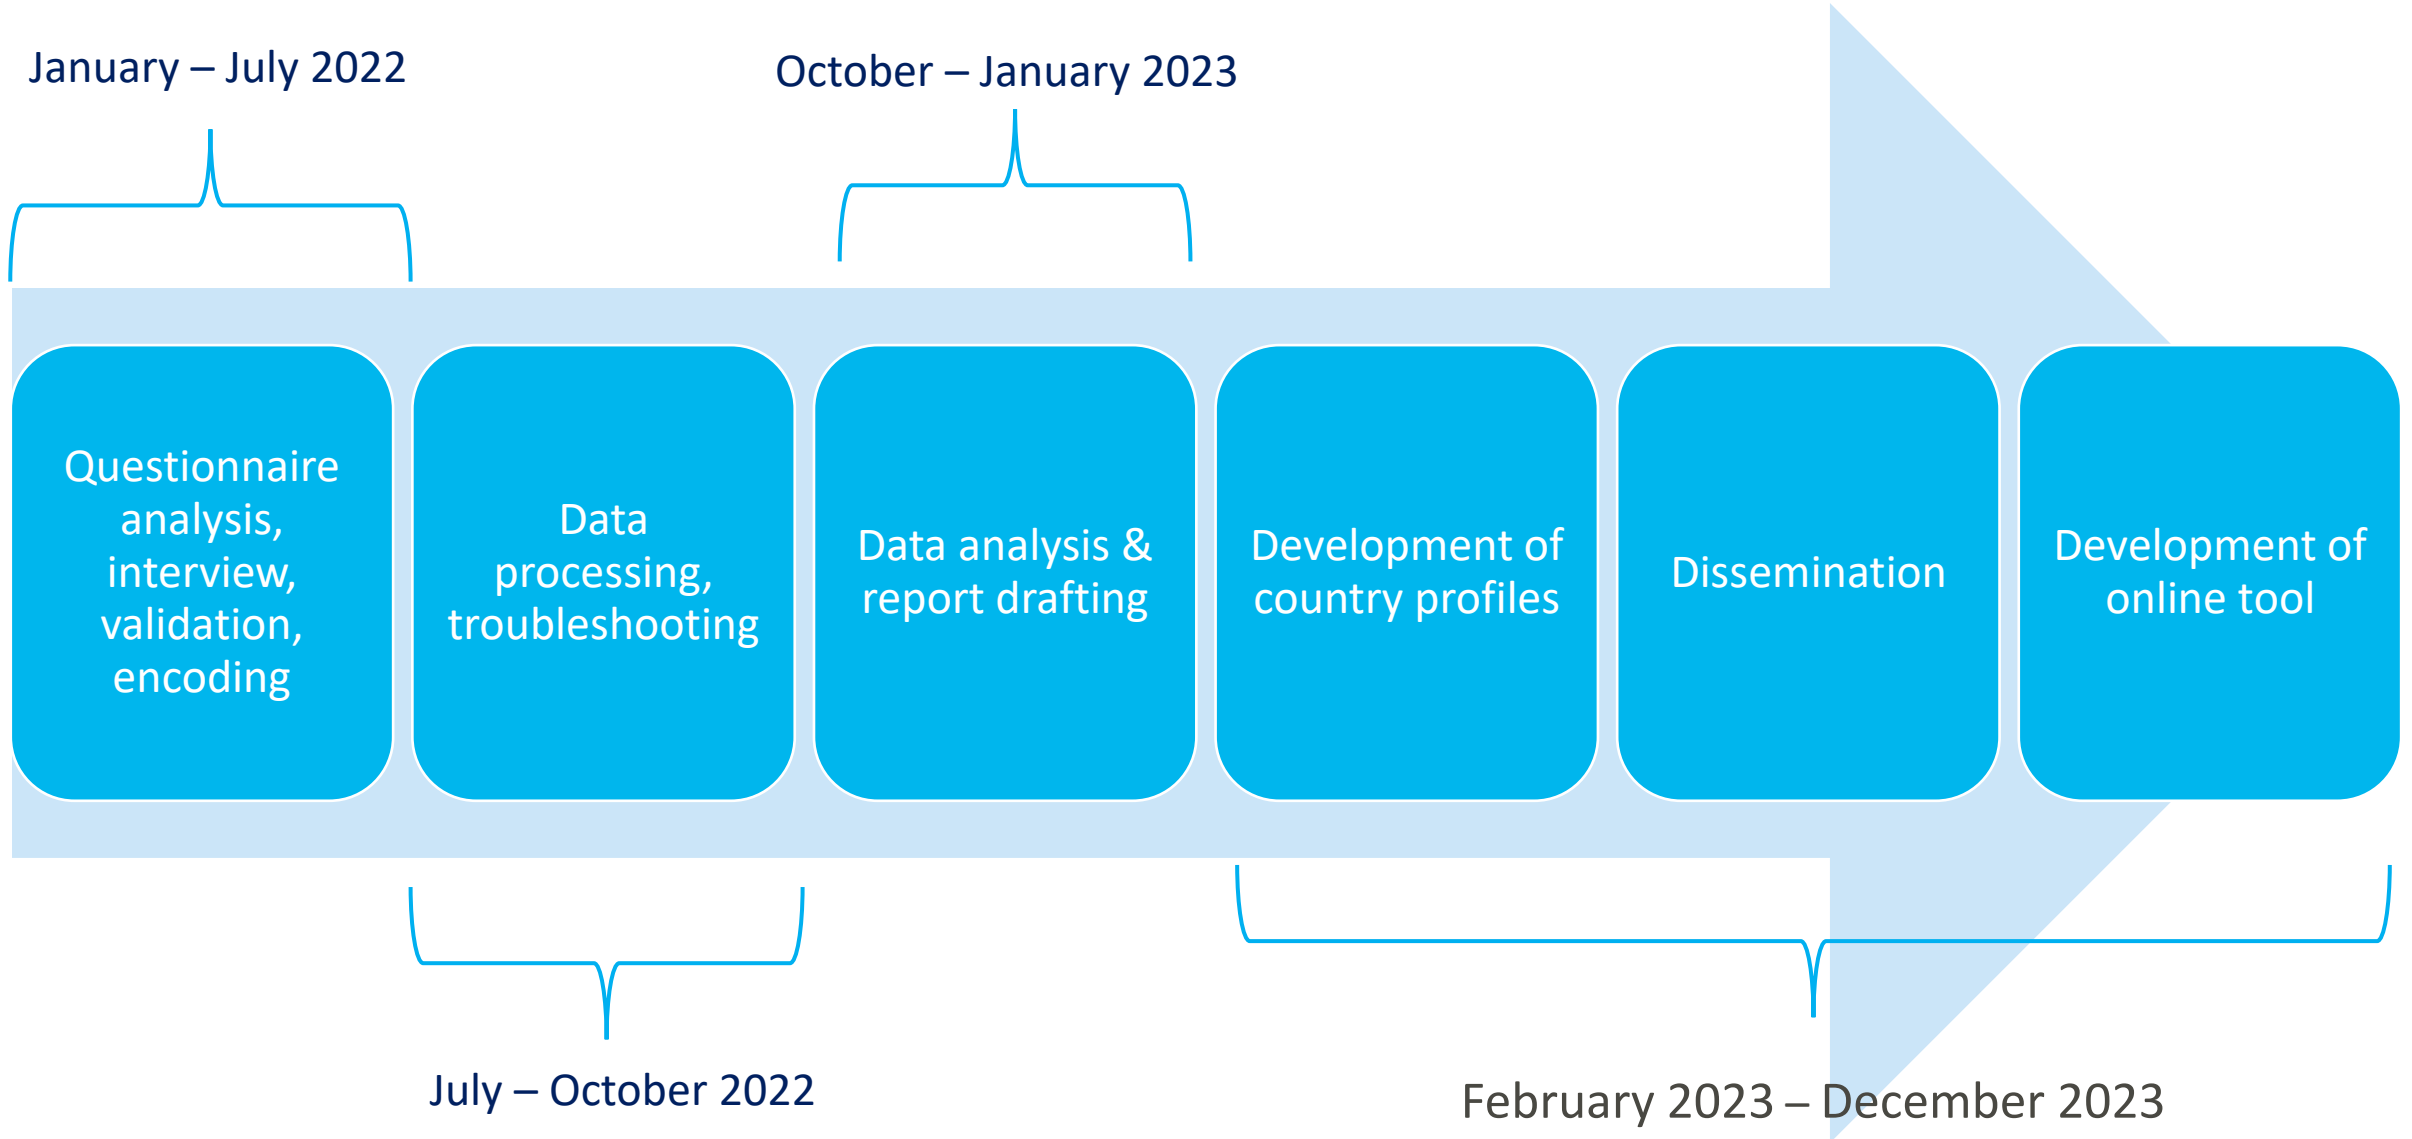 January – July 2022
October – January 2023
Questionnaire
analysis,
interview,
validation,
encoding
Data
processing,
troubleshooting
Data analysis &
report drafting
Development of
country profiles
Dissemination
Development of
online tool
July – October 2022
February 2023 – December 2023